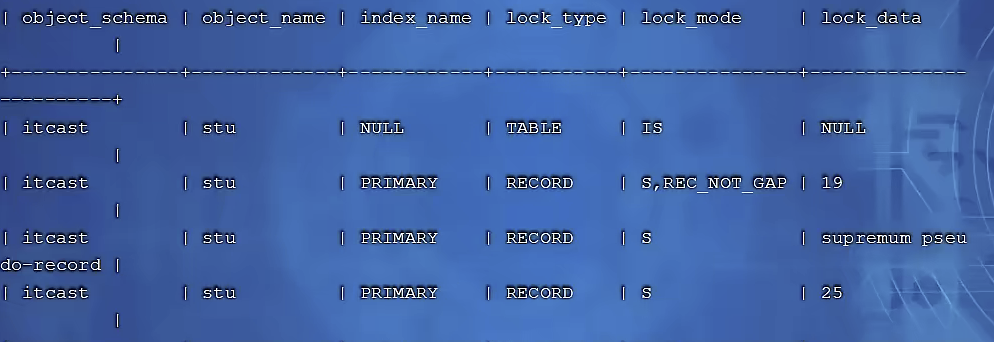 | object_schema | object_name | index_name | lock_type | lock_mode     | lock_data
          |
+---------------+-------------+------------+-----------+---------------+--------------
----------+
| itcast        | stu         | NULL       | TABLE     | IS            | NULL
          |
| itcast        | stu         | PRIMARY    | RECORD    | S,REC_NOT_GAP | 19
          |
| itcast        | stu         | PRIMARY    | RECORD    | S             | supremum pseu
do-record |
| itcast        | stu         | PRIMARY    | RECORD    | S             | 25
          |